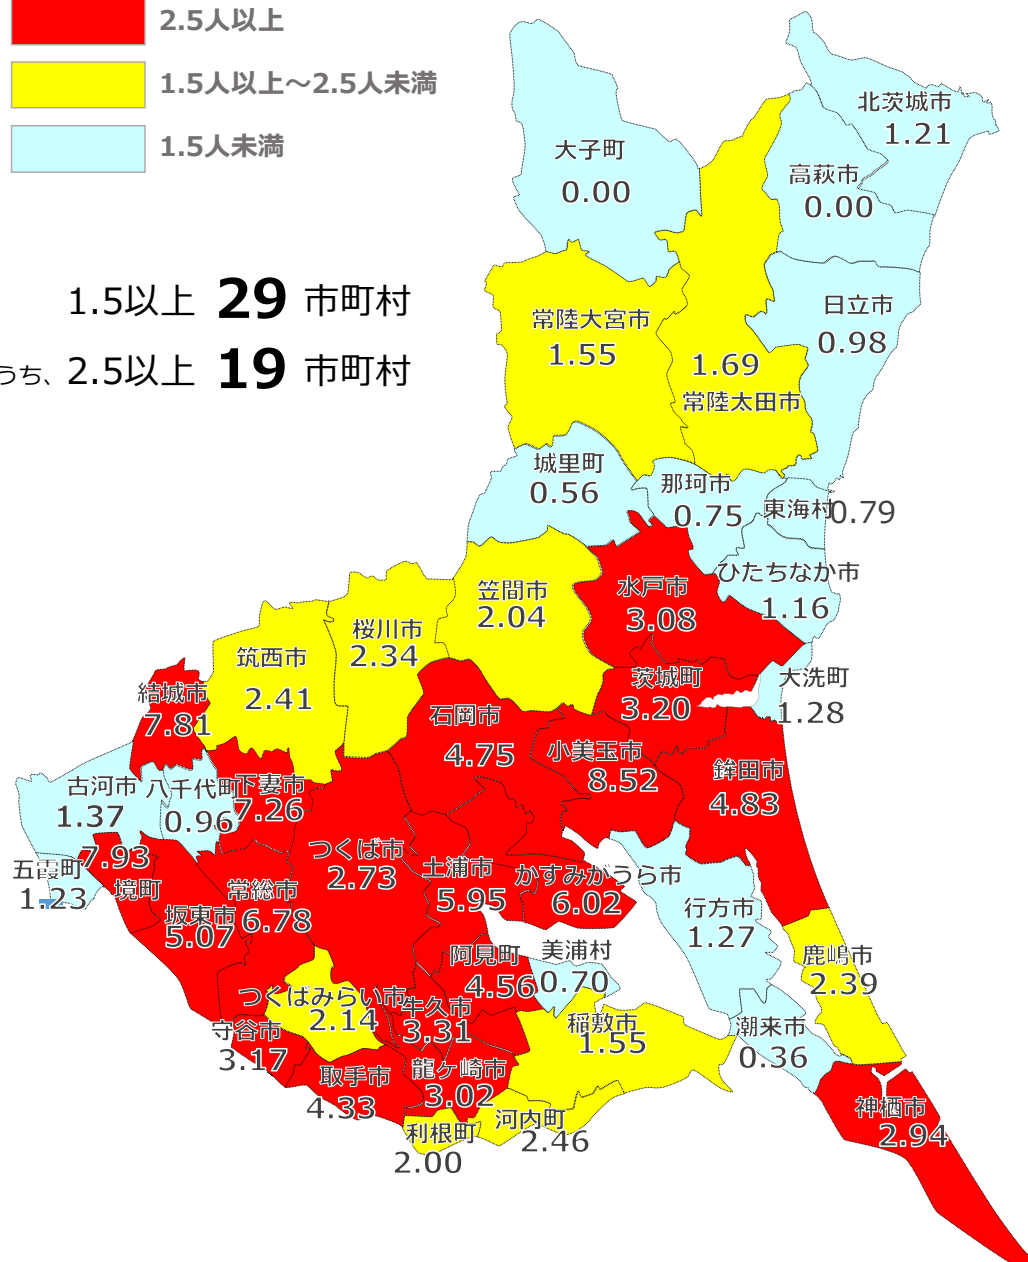 2.5人以上
1.5人以上～2.5人未満
1.5人未満
1.5以上 29 市町村
うち、2.5以上 19 市町村
北茨城市
1.21
大子町
0.00
高萩市
0.00
日立市
0.98
常陸大宮市
1.55
1.69
常陸太田市
城里町
0.56
那珂市
0.75
東海村
0.79
ひたちなか市
1.16
水戸市
3.08
笠間市
2.04
桜川市
2.34
筑西市
2.41
結城市
7.81
茨城町
3.20
大洗町
1.28
石岡市
4.75
小美玉市
8.52
鉾田市
4.83
古河市
1.37
八千代町
0.96
下妻市
7.26
五霞町
1.23
7.93
境町
坂東市
5.07
常総市
6.78
つくば市
2.73
土浦市
5.95
かすみがうら市
6.02
行方市
1.27
鹿嶋市
2.39
阿見町
4.56
美浦村
0.70
つくばみらい市
2.14
牛久市
3.31
稲敷市
1.55
潮来市
0.36
守谷市
3.17
取手市
4.33
龍ヶ崎市
3.02
利根町
2.00
河内町
2.46
神栖市
2.94